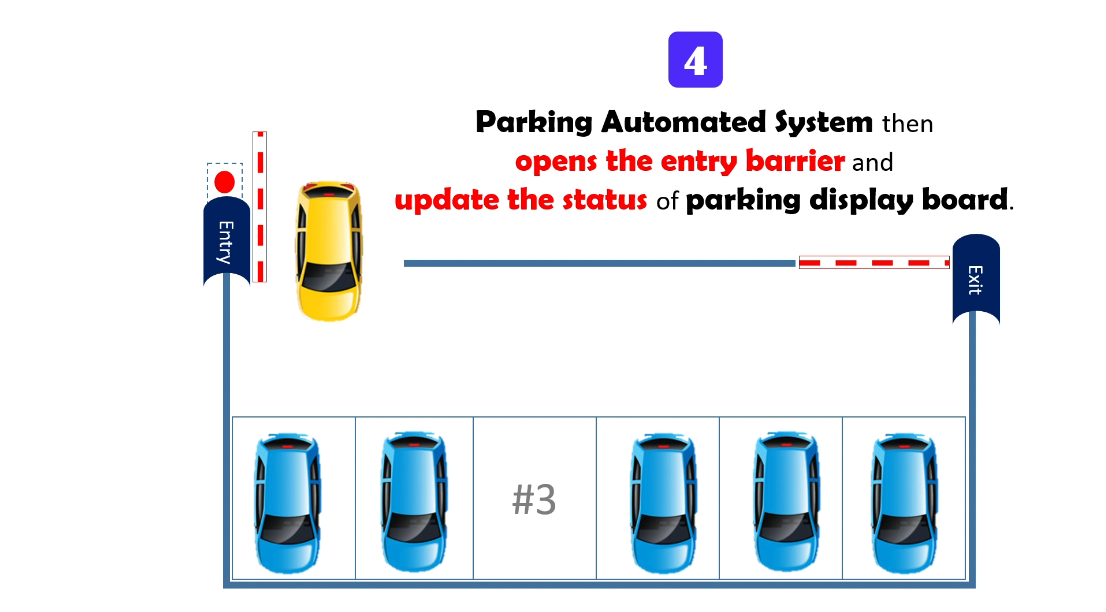 4
Parking Automated System then
opens the entry barrier and
update the status of parking display board.
Entry
Exit
#3